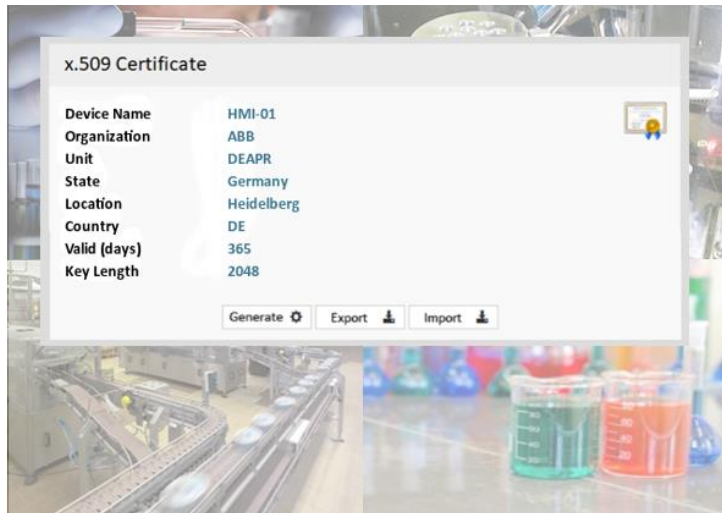 x.509 Certificate
Device Name HMI-01
Organization ABB
Unit DEAPR
State Germany
Location Heidelberg
Country DE
Valid (days) 365
Key Length 2048
Generate Export Import